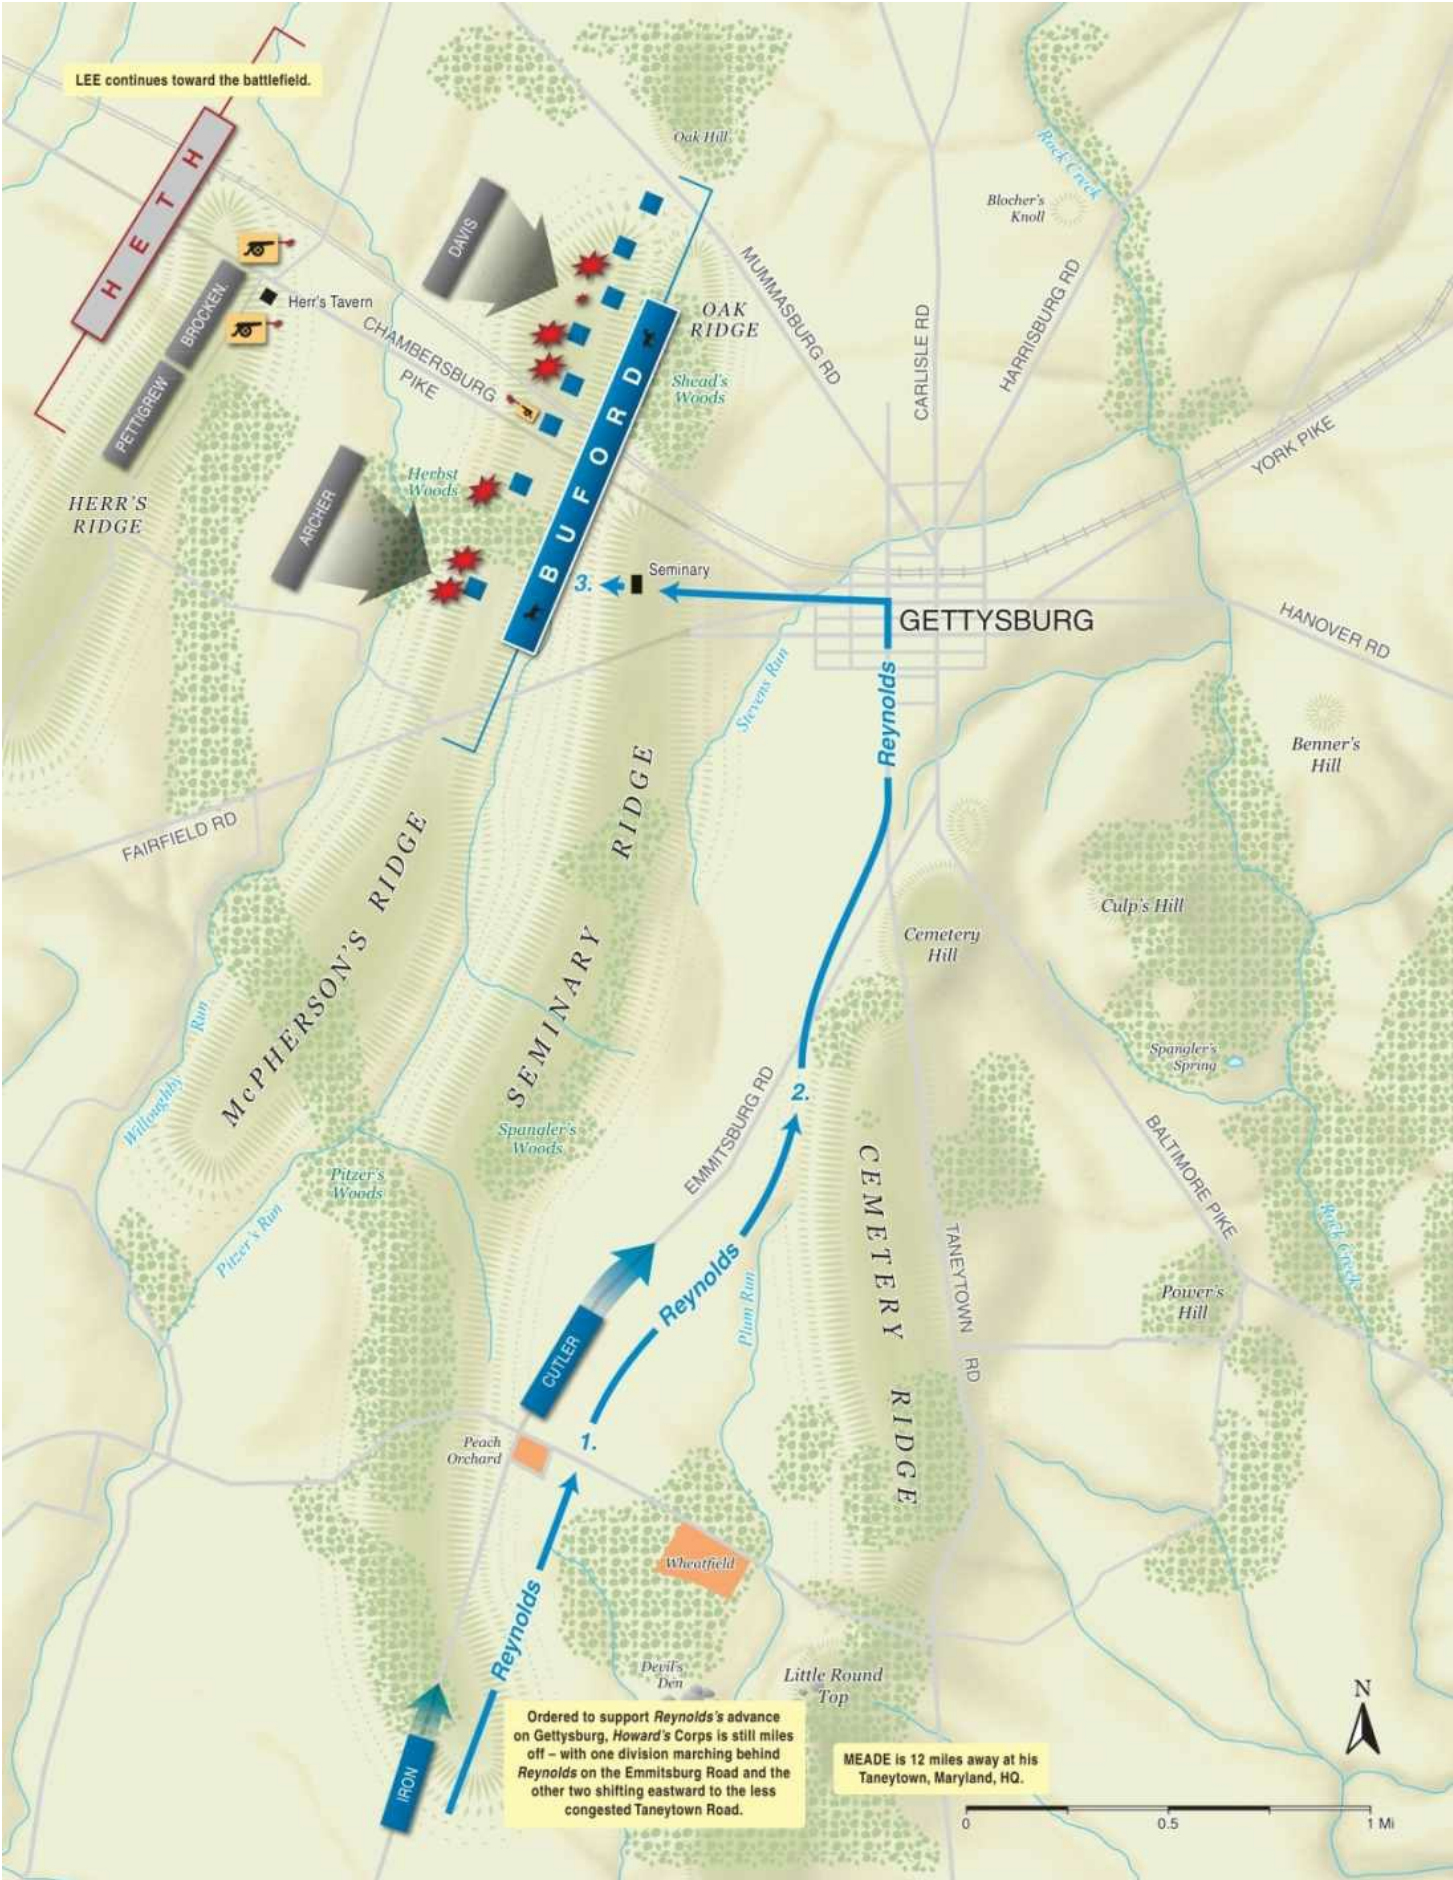 LEE continues toward the battlefield.
HETH
Oak Hill
Rock Creek
Blocher's
Knoll
DAVIS
BROCKEN.
Herr's Tavern
PETTIGREW
CHAMBERSBURG
PIKE
OAK
RIDGE
MUMMASBURG RD
CARLISLE RD
HARRISBURG RD
Shead's
Woods
YORK PIKE
BUFORD
Herbst
Woods
HERR'S
RIDGE
ARCHER
3.
Seminary
GETTYSBURG
HANOVER RD
Stevens Run
Reynolds
Benner's
Hill
FAIRFIELD RD
McPHERSON'S RIDGE
SEMINARY RIDGE
Culp's Hill
Cemetery
Hill
Willoughby Run
Spangler's
Spring
EMMITSBURG RD
2.
Spangler's
Woods
Pitzer's
Woods
Pitzer's Run
CEMETERY RIDGE
TANEYTOWN RD
BALTIMORE PIKE
Rock Creek
Reynolds
Plum Run
Power's
Hill
CUTLER
1.
Peach
Orchard
Wheatfield
Reynolds
Devil's
Den
Little Round
Top
IRON
Ordered to support Reynolds's advance
on Gettysburg, Howard's Corps is still miles
off – with one division marching behind
Reynolds on the Emmitsburg Road and the
other two shifting eastward to the less
congested Taneytown Road.
MEADE is 12 miles away at his
Taneytown, Maryland, HQ.
N
0 0.5 1 Mi